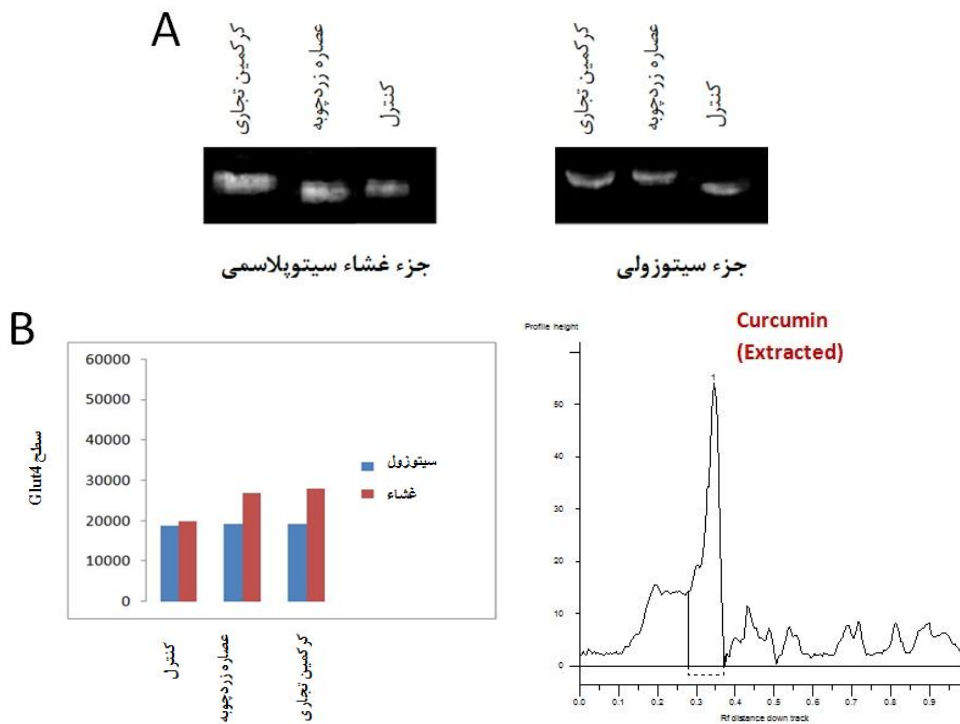 A
کرکمین تجاری
عصاره زردچوبه
کنترل
کرکمین تجاری
عصاره زردچوبه
کنترل
جزء غشاء سیتوپلاسمی
جزء سیتوزولی
B
سطح Glut4
60000
50000
40000
30000
20000
10000
0
سیتوزول
غشاء
کنترل
عصاره زردچوبه
کرکمین تجاری
Profile height
Curcumin
(Extracted)
1
50
40
30
20
10
0
0.0 0.1 0.2 0.3 0.4 0.5 0.6 0.7 0.8 0.9
Rf distance down track